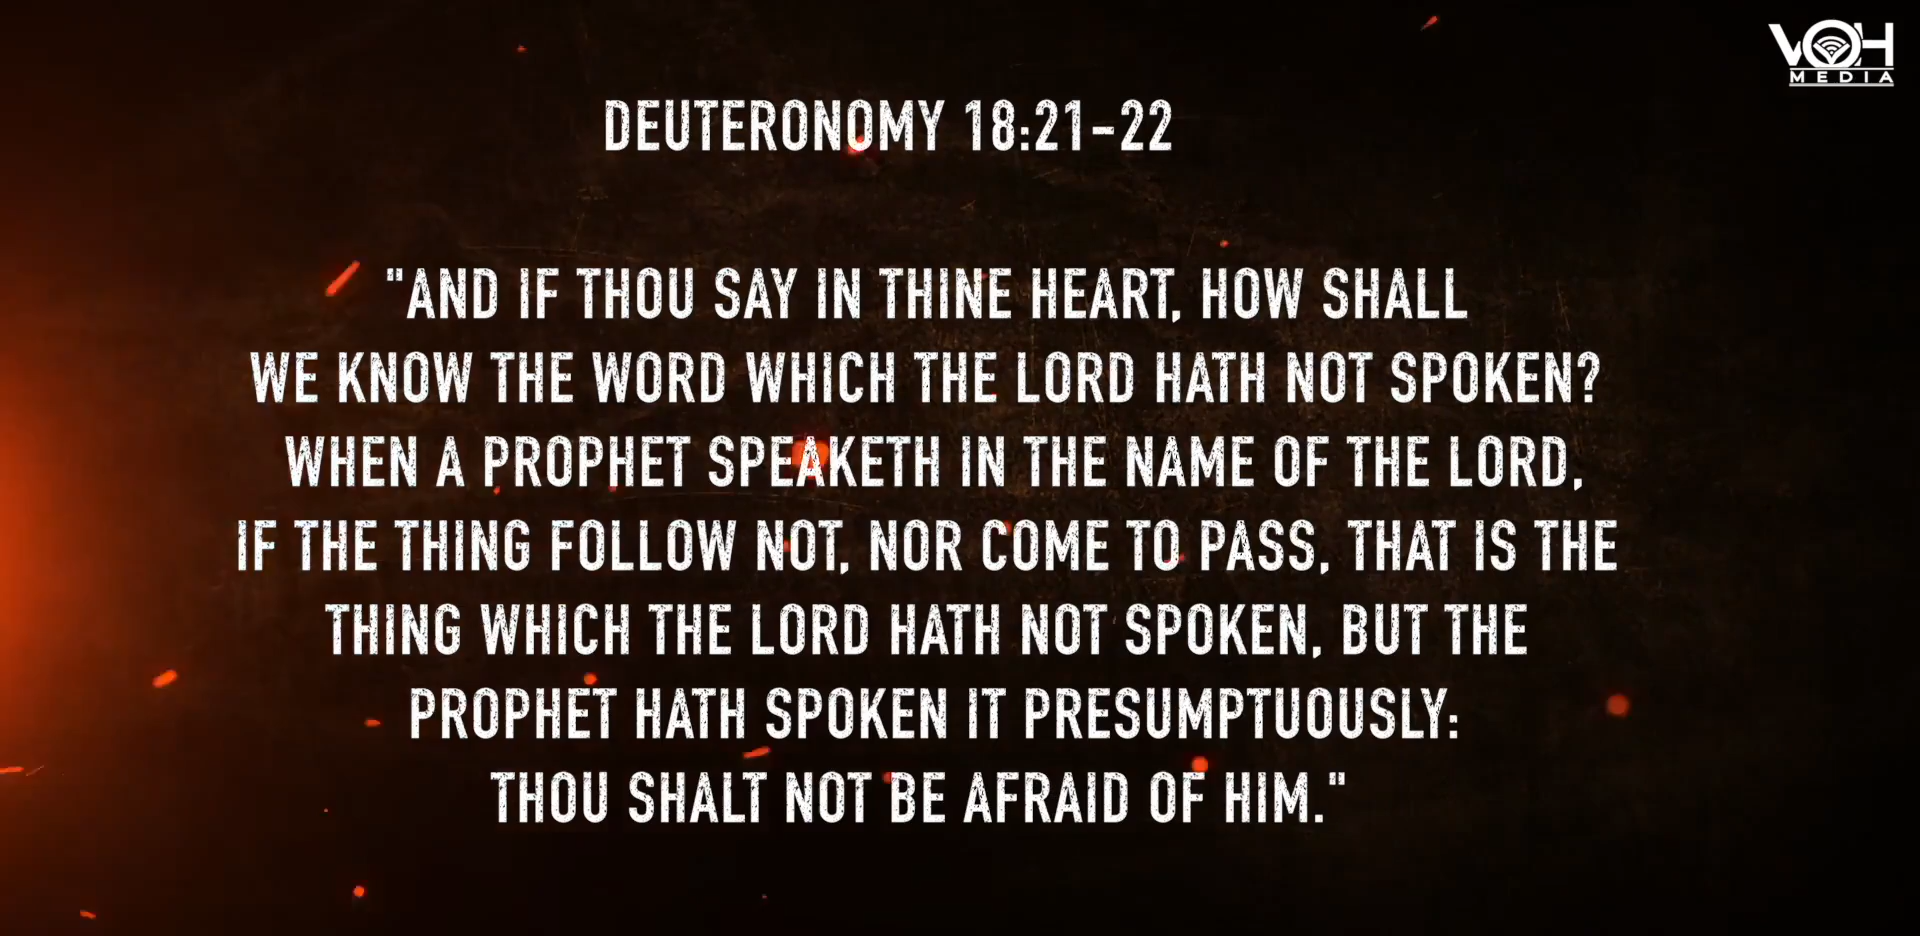 VOH
MEDIA
DEUTERONOMY 18:21-22
"AND IF THOU SAY IN THINE HEART, HOW SHALL
WE KNOW THE WORD WHICH THE LORD HATH NOT SPOKEN?
WHEN A PROPHET SPEAKETH IN THE NAME OF THE LORD,
IF THE THING FOLLOW NOT, NOR COME TO PASS, THAT IS THE
THING WHICH THE LORD HATH NOT SPOKEN, BUT THE
PROPHET HATH SPOKEN IT PRESUMPTUOUSLY:
THOU SHALT NOT BE AFRAID OF HIM."